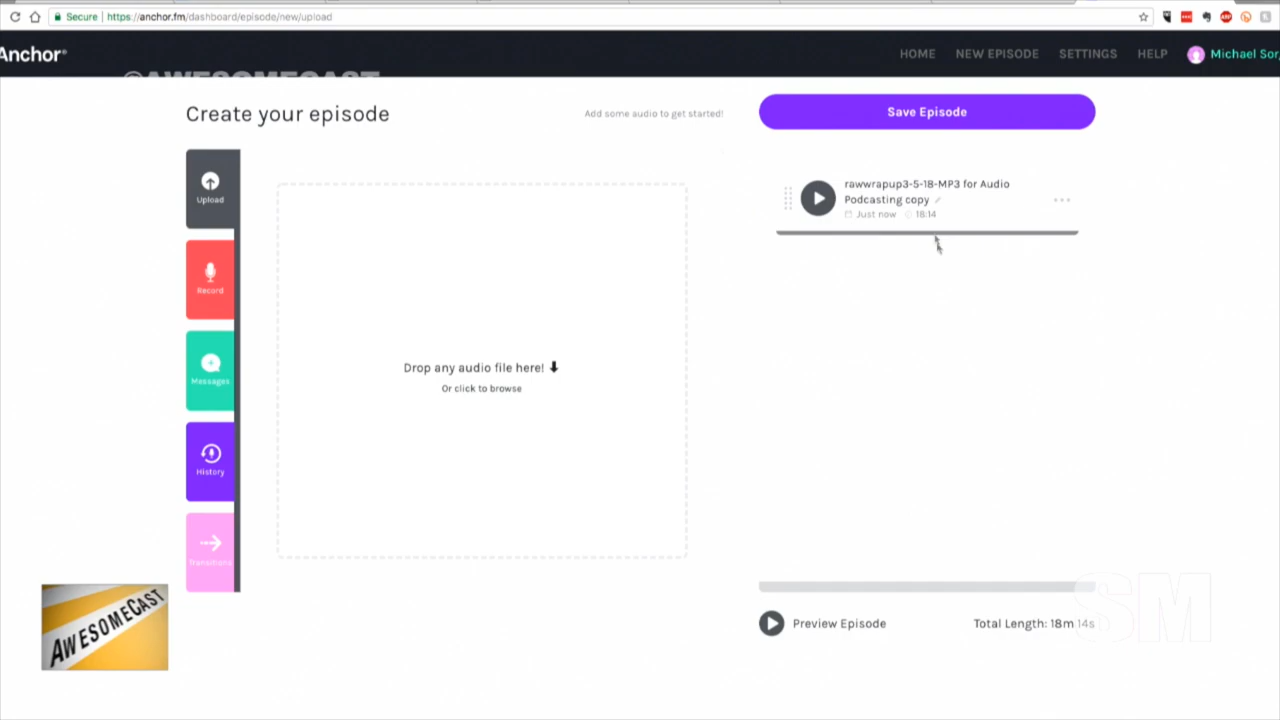 Secure
https://anchor.fm/dashboard/episode/new/upload
Anchor
HOME
NEW EPISODE
SETTINGS
HELP
Michael Sor
@AWESOMECAST
Create your episode
Add some audio to get started!
Save Episode
Upload
Record
Messages
History
Transitions
Drop any audio file here!
Or click to browse
rawwrapup3-5-18-MP3 for Audio
Podcasting copy
Just now
18:14
Preview Episode
Total Length: 18m 14s
AWESOMECAST
SM